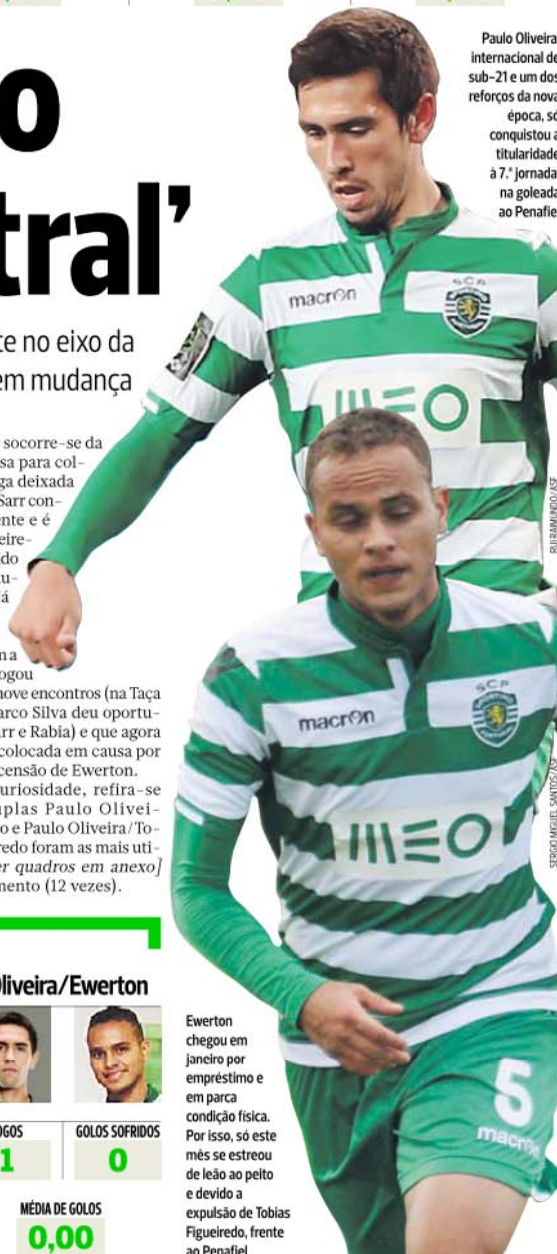 o
tral’
te no eixo da
em mudança
socorre-se da
sa para col-
ga deixada
Sarr con-
ente e é
eire-
do
u-
á
m a
ogou
nove encontros (na Taça
arco Silva deu oportu-
rr e Rabia) e que agora
colocada em causa por
censão de Ewerton.
uriosidade, refira-se
uplas Paulo Olivei-
o e Paulo Oliveira/To-
redo foram as mais uti-
er quadros em anexo]
mento (12 vezes).
Paulo Oliveira
internacional de
sub-21 e um dos
reforços da nova
época, só
conquistou a
titularidade
à 7.ª jornada
na goleada
ao Penafiel
SCP
macron
MEO
RUI RAIMUNDO/ASF
SCP
macron
MEO
SÉRGIO MIGUEL SANTOS/ASF
5
macron
liveira/Ewerton
OGOS
1
GOLOS SOFRIDOS
0
MÉDIA DE GOLOS
0,00
Ewerton
chegou em
janeiro por
empréstimo e
em parca
condição física.
Por isso, só este
mês se estreou
de leão ao peito
e devido a
expulsão de Tobias
Figueiredo, frente
ao Penafiel